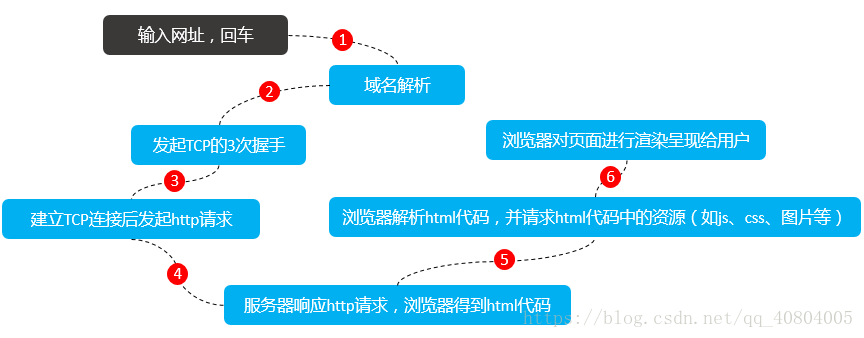 输入网址，回车
1
域名解析
2
发起TCP的3次握手
3
建立TCP连接后发起http请求
4
服务器响应http请求，浏览器得到html代码
5
浏览器解析html代码，并请求html代码中的资源（如js、css、图片等）
6
浏览器对页面进行渲染呈现给用户
https://blog.csdn.net/qq_40804005